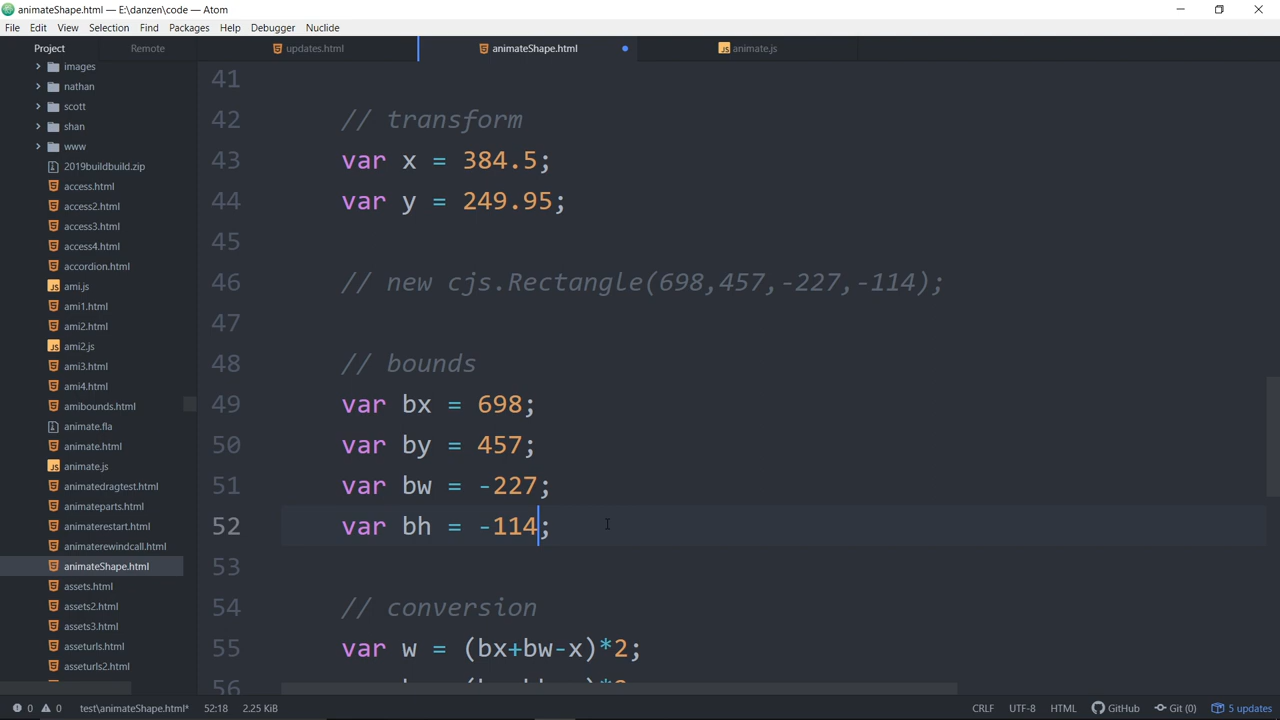 animateShape.html — E:\danzen\code — Atom
File Edit View Selection Find Packages Help Debugger Nuclide
Project Remote updates.html animateShape.html animate.js
images
nathan
scott
shan
www
2019buildbuild.zip
access.html
access2.html
access3.html
access4.html
accordion.html
ami.js
ami1.html
ami2.html
ami2.js
ami3.html
ami4.html
amibounds.html
animate.fla
animate.html
animate.js
animatedragtest.html
animateparts.html
animaterestart.html
animaterewindcall.html
animateShape.html
assets.html
assets2.html
assets3.html
asseturls.html
asseturls2.html
41
42 // transform
43 var x = 384.5;
44 var y = 249.95;
45
46 // new cjs.Rectangle(698,457,-227,-114);
47
48 // bounds
49 var bx = 698;
50 var by = 457;
51 var bw = -227;
52 var bh = -114;
53
54 // conversion
55 var w = (bx+bw-x)*2;
56
0 0 test\animateShape.html* 52:18 2.25 KiB CRLF UTF-8 HTML GitHub Git (0) 5 updates